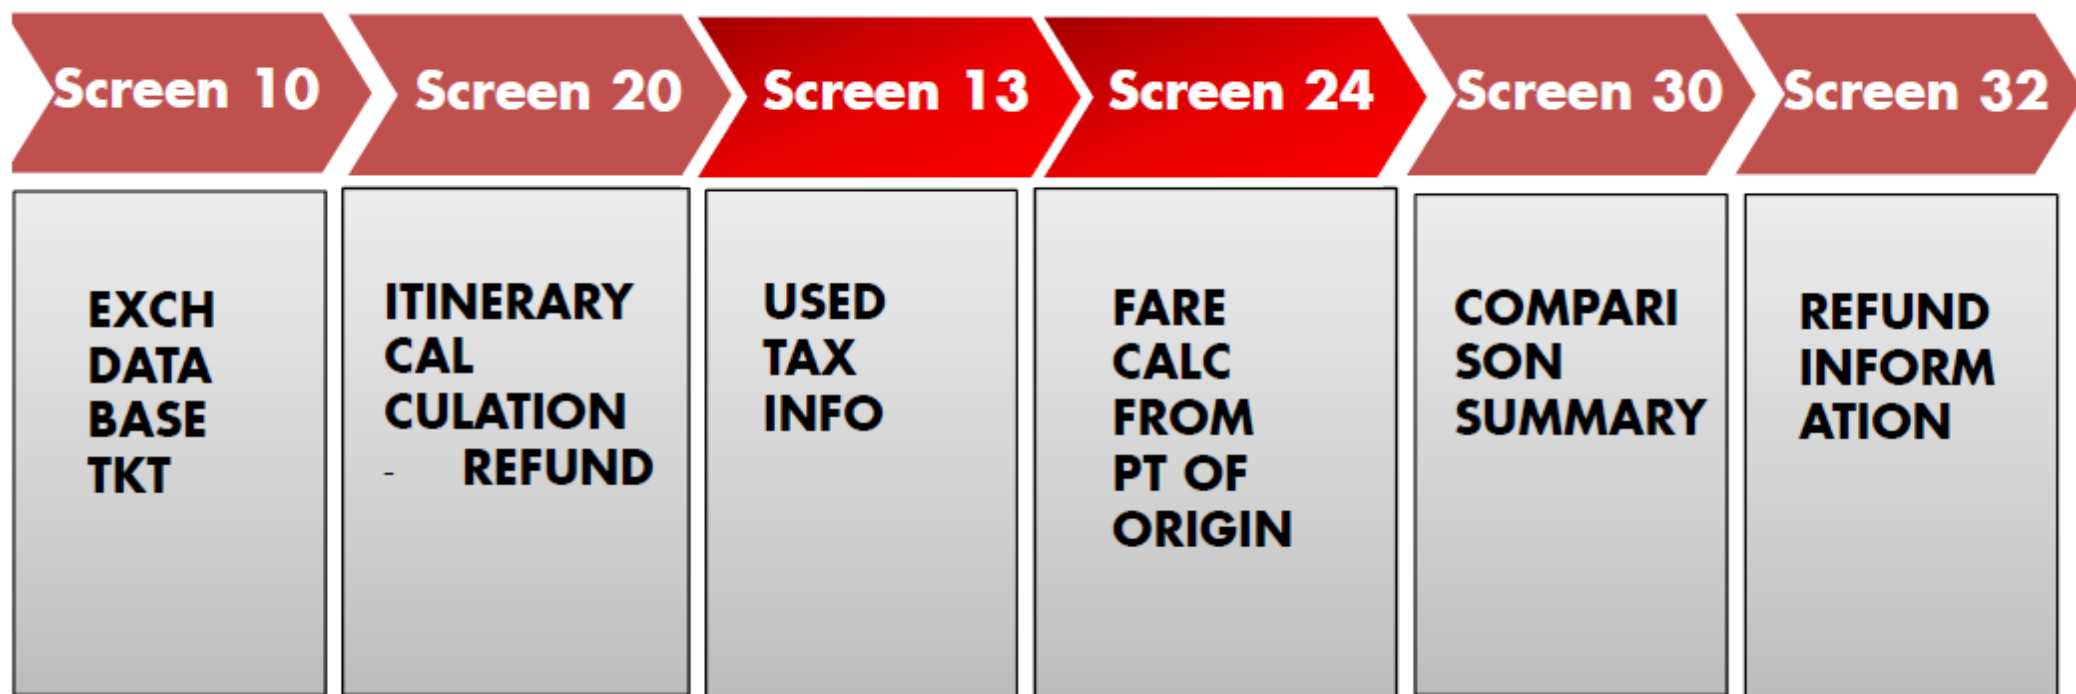 Screen 10
Screen 20
Screen 13
Screen 24
Screen 30
Screen 32
EXCH
DATA
BASE
TKT
ITINERARY
CAL
CULATION
- REFUND
USED
TAX
INFO
FARE
CALC
FROM
PT OF
ORIGIN
COMPARI
SON
SUMMARY
REFUND
INFORM
ATION